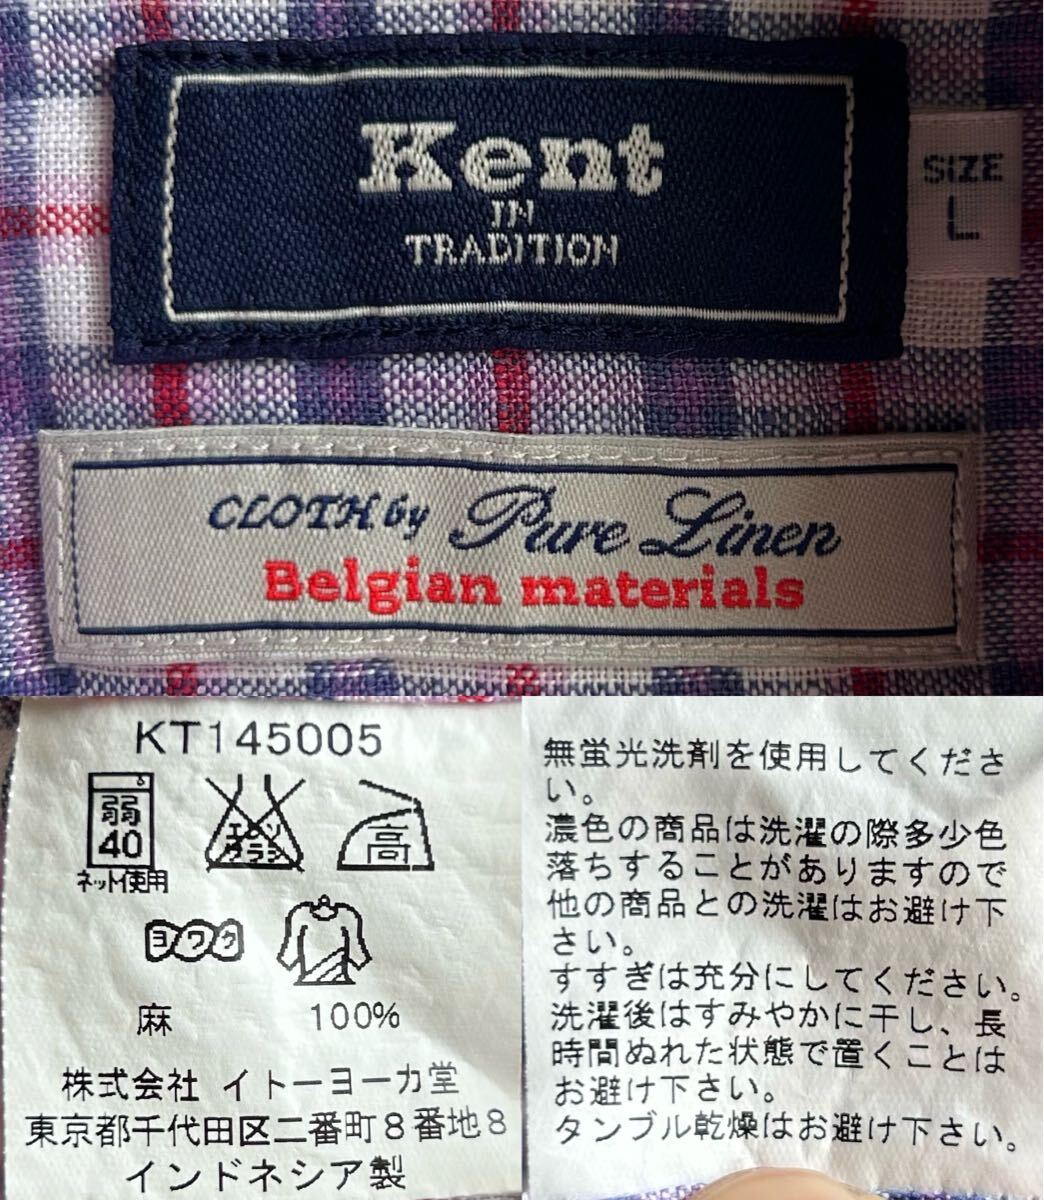 Kent
IN
TRADITION
SIZE
L
CLOTH by Pure Linen
Belgian materials
KT145005
弱
40
ネット使用
エンソ
ブラシ
高
ヨワク
麻 100%
株式会社 イトーヨーカ堂
東京都千代田区二番町8番地8
インドネシア製
無蛍光洗剤を使用してくださ
い。
濃色の商品は洗濯の際多少色
落ちすることがありますので
他の商品との洗濯はお避け下
さい。
すすぎは充分にしてください。
洗濯後はすみやかに干し、長
時間ぬれた状態で置くことは
お避け下さい。
タンブル乾燥はお避け下さい。